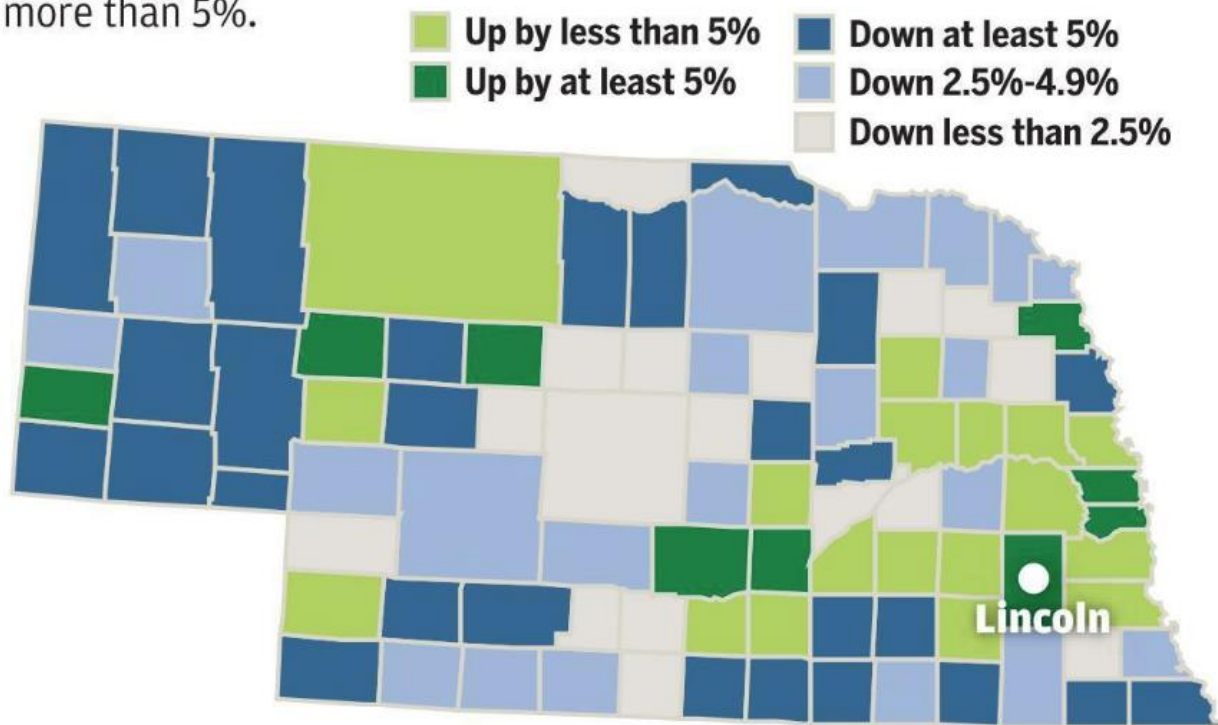 more than 5%.
Up by less than 5%
Up by at least 5%
Down at least 5%
Down 2.5%-4.9%
Down less than 2.5%
Lincoln